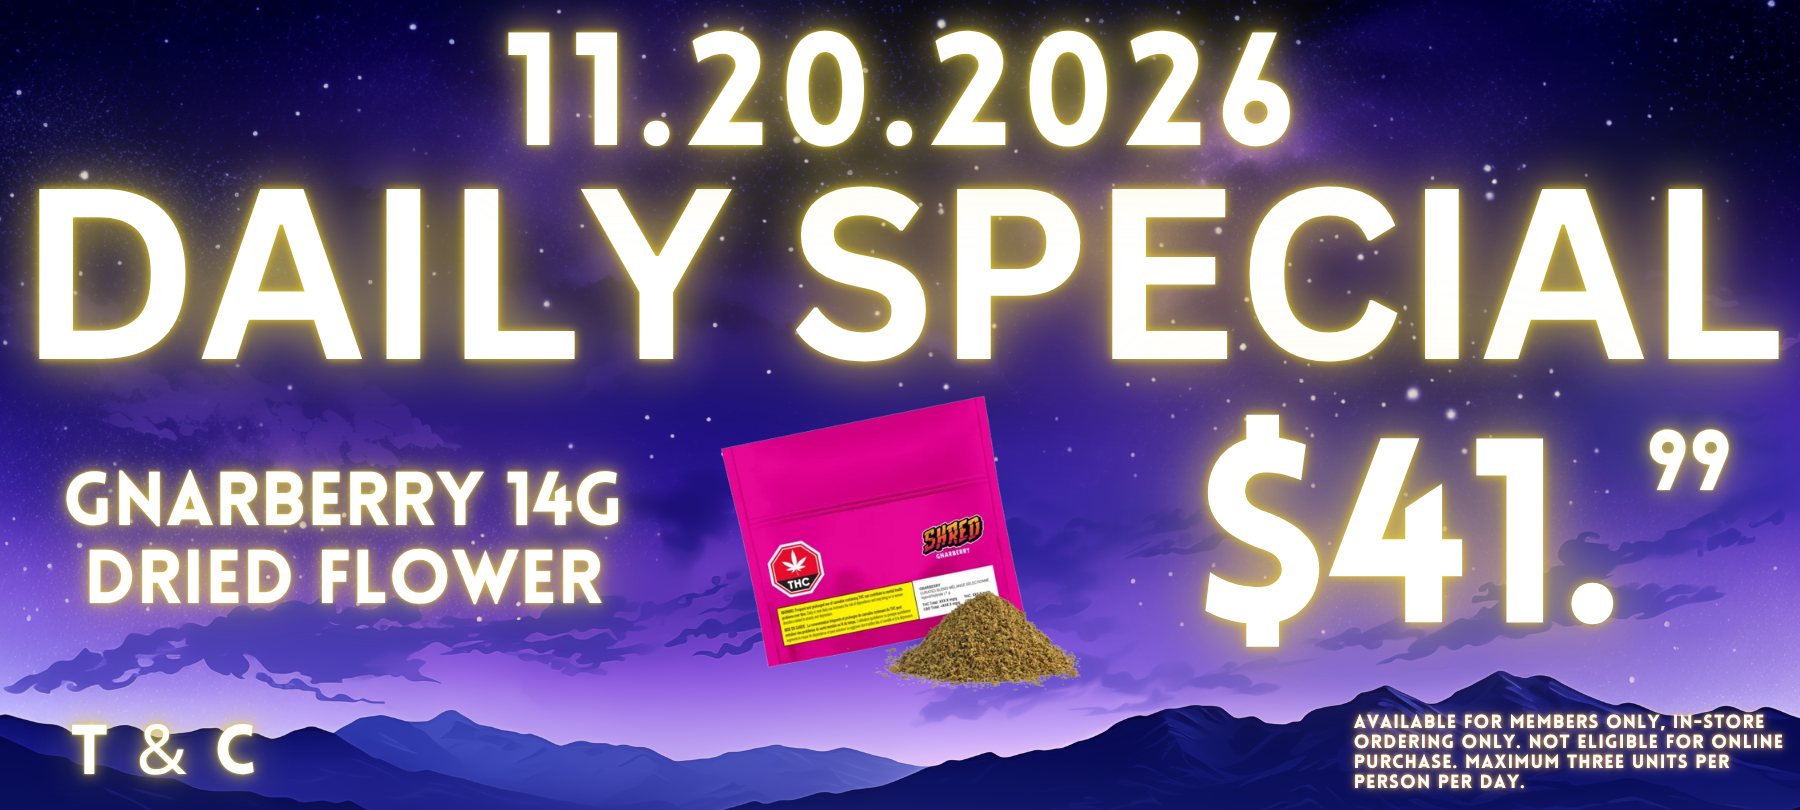 11.20.2026
DAILY SPECIAL
GNARBERRY 14G
DRIED FLOWER
SHRED
GNARBERRY
THC
$41.99
T & C
AVAILABLE FOR MEMBERS ONLY, IN-STORE
ORDERING ONLY. NOT ELIGIBLE FOR ONLINE
PURCHASE. MAXIMUM THREE UNITS PER
PERSON PER DAY.